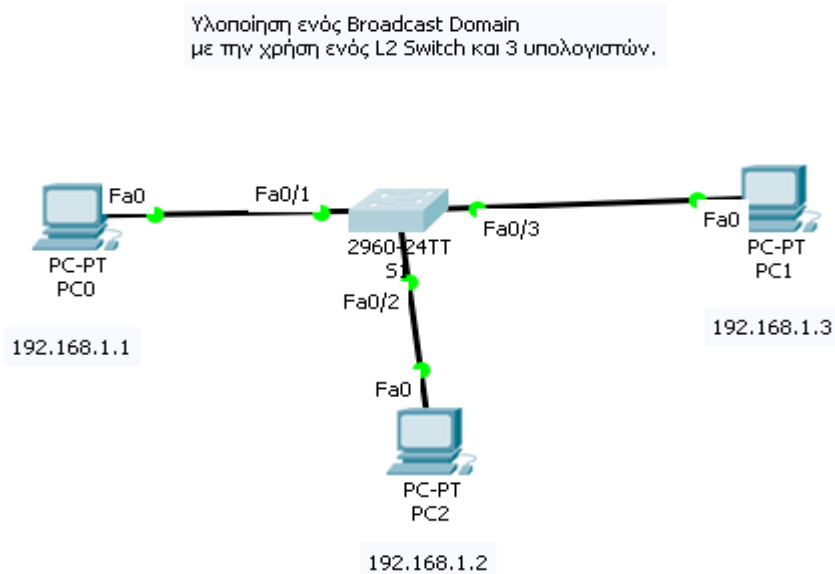 Υλοποίηση ενός Broadcast Domain
με την χρήση ενός L2 Switch και 3 υπολογιστών.
Fa0
Fa0/1
2960-24TT
S1
Fa0/3
Fa0
PC-PT
PC0
PC-PT
PC1
Fa0/2
192.168.1.1
192.168.1.3
Fa0
PC-PT
PC2
192.168.1.2